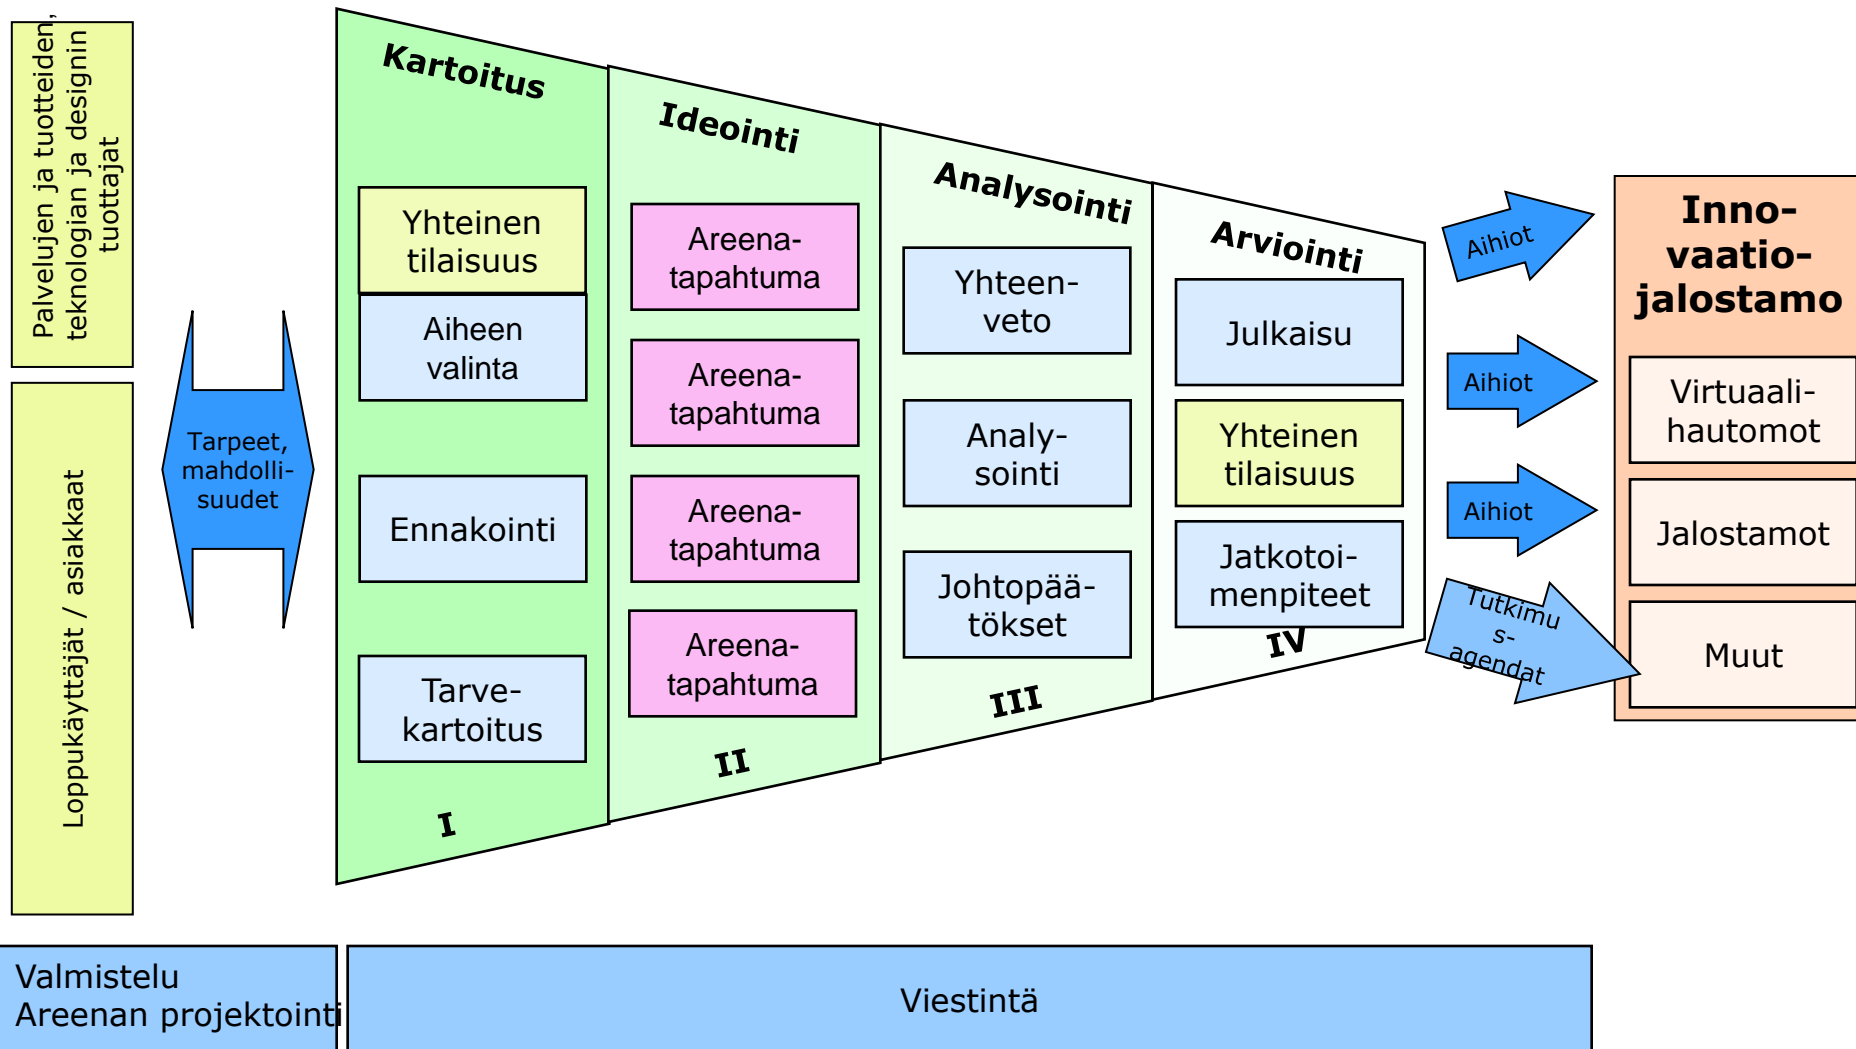 Palvelujen ja tuotteiden,
teknologian ja designin
tuottajat
Loppukäyttäjät / asiakkaat
Tarpeet,
mahdolli-
suudet
Kartoitus
Yhteinen
tilaisuus
Aiheen
valinta
Ennakointi
Tarve-
kartoitus
I
Ideointi
Areena-
tapahtuma
Areena-
tapahtuma
Areena-
tapahtuma
Areena-
tapahtuma
II
Analysointi
Yhteen-
veto
Analy-
sointi
Johtopää-
tökset
III
Arviointi
Julkaisu
Yhteinen
tilaisuus
Jatkotoi-
menpiteet
IV
Aihiot
Aihiot
Aihiot
Tutkimu
s-
agendat
Inno-
vaatio-
jalostamo
Virtuaali-
hautomot
Jalostamot
Muut
Valmistelu
Areenan projektointi
Viestintä